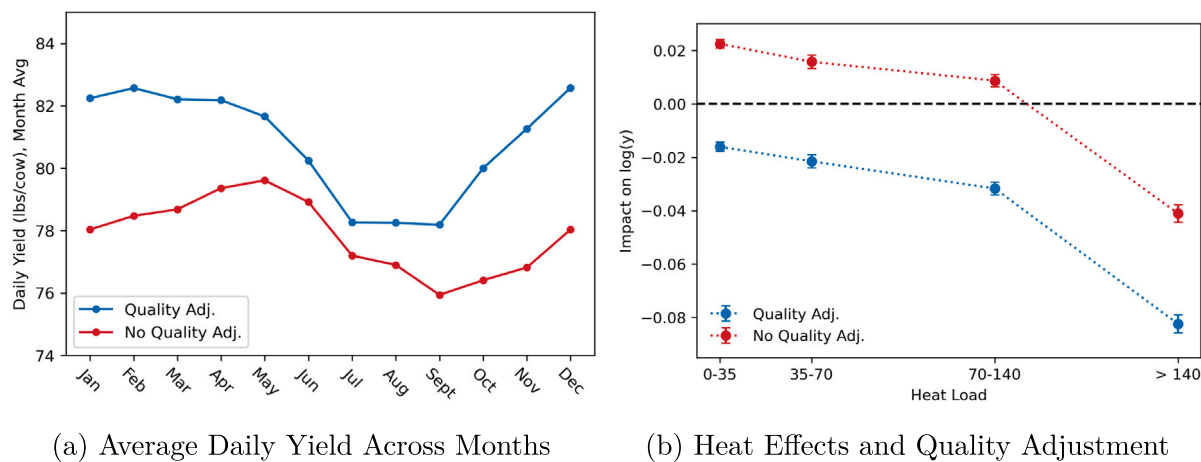 Daily Yield (lbs/cow), Month Avg
84
82
80
78
76
74
Quality Adj.
No Quality Adj.
Jan
Feb
Mar
Apr
May
Jun
Jul
Aug
Sept
Oct
Nov
Dec
(a) Average Daily Yield Across Months
Impact on log(y)
0.02
0.00
−0.02
−0.04
−0.06
−0.08
Quality Adj.
No Quality Adj.
0-35
35-70
70-140
> 140
Heat Load
(b) Heat Effects and Quality Adjustment